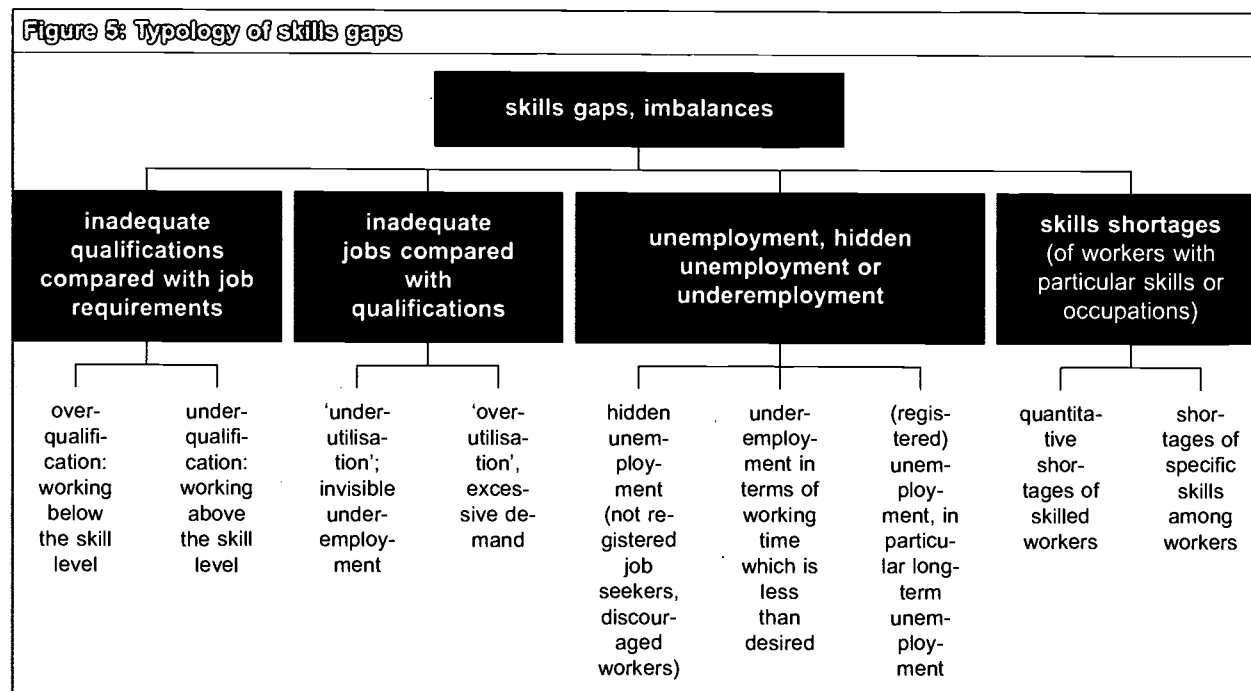 Figure 5: Typology of skills gaps
skills gaps, imbalances
inadequate
qualifications
compared with job
requirements
inadequate
jobs compared
with
qualifications
unemployment, hidden
unemployment or
underemployment
skills shortages
(of workers with
particular skills or
occupations)
over-
qualifi-
cation:
working
below
the skill
level
under-
qualifi-
cation:
working
above
the skill
level
'under-
utilisa-
tion';
invisible
under-
employ-
ment
'over-
utilisa-
tion',
exces-
sive de-
mand
hidden
unem-
ploy-
ment
(not re-
gistered
job
seekers,
discour-
aged
workers)
under-
employ-
ment in
terms of
working
time
which is
less
than
desired
(regis-
tered)
unem-
ploy-
ment, in
particu-
lar long-
term
unem-
ploy-
ment
quantita-
tive
shor-
tages of
skilled
workers
shor-
tages of
specific
skills
among
workers